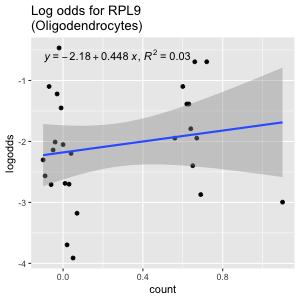 Log odds for RPL9
(Oligodendrocytes)
y = − 2.18 + 0.448 x, R² = 0.03
-1
-2
-3
-4
logodds
0.0 0.4 0.8
count